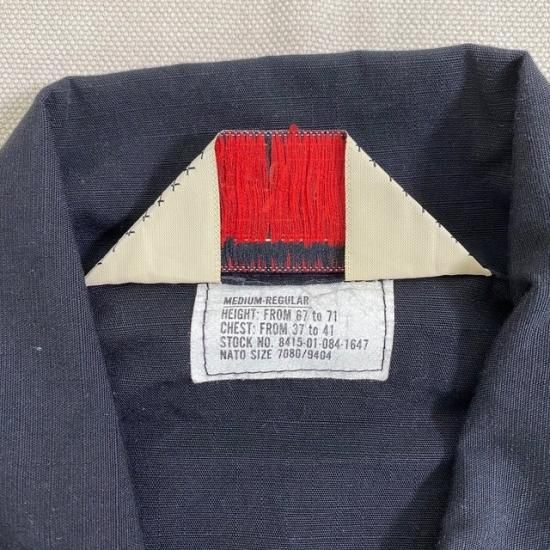 MEDIUM-REGULAR
HEIGHT: FROM 67 to 71
CHEST: FROM 37 to 41
STOCK NO. 8415-01-084-1647
NATO SIZE 7080/9404